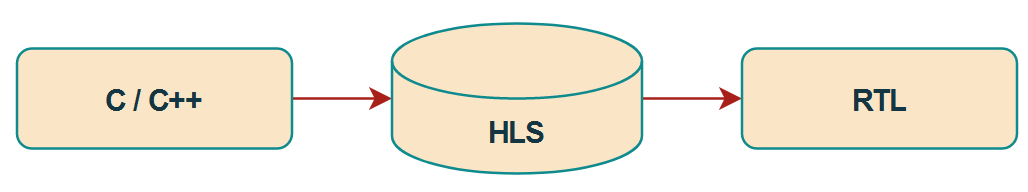 C / C++
HLS
RTL